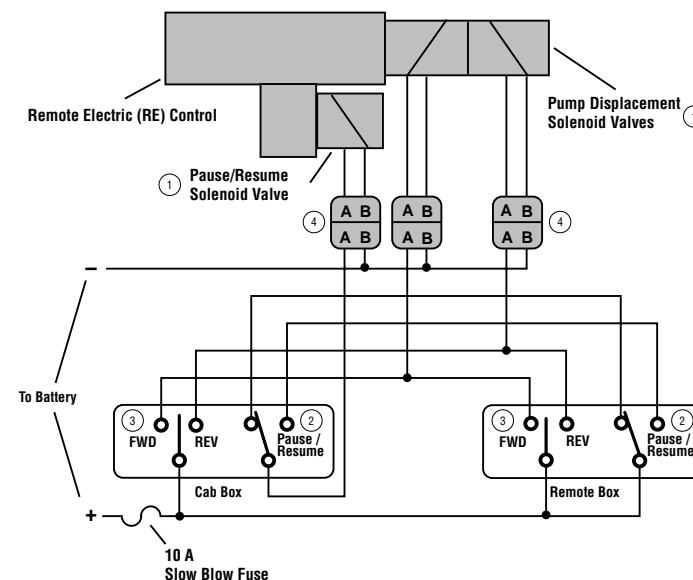 Remote Electric (RE) Control
Pump Displacement
Solenoid Valves
1
Pause/Resume
Solenoid Valve
4
A B
A B
A B
A B
A B
A B
4
−
To Battery
3
FWD
REV
2
Pause /
Resume
Cab Box
3
FWD
REV
2
Pause /
Resume
Remote Box
+
10 A
Slow Blow Fuse